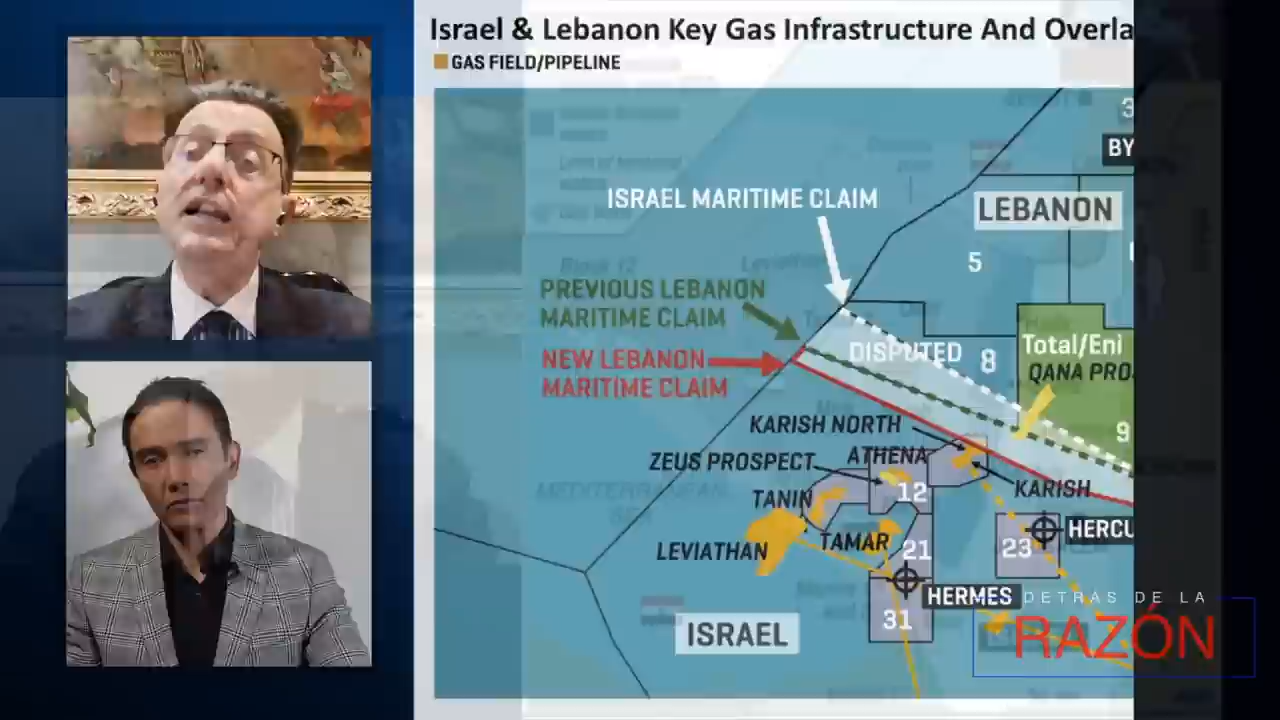 Israel & Lebanon Key Gas Infrastructure And Overla
GAS FIELD/PIPELINE
3
BY
ISRAEL MARITIME CLAIM
LEBANON
5
PREVIOUS LEBANON
MARITIME CLAIM
NEW LEBANON
MARITIME CLAIM
DISPUTED
8
Total/Eni
QANA PRO
9
KARISH NORTH
ATHENA
ZEUS PROSPECT
12
KARISH
TANIN
LEVIATHAN
TAMAR
21
23
HERCU
HERMES
31
ISRAEL
DETRÁS DE LA
RAZÓN